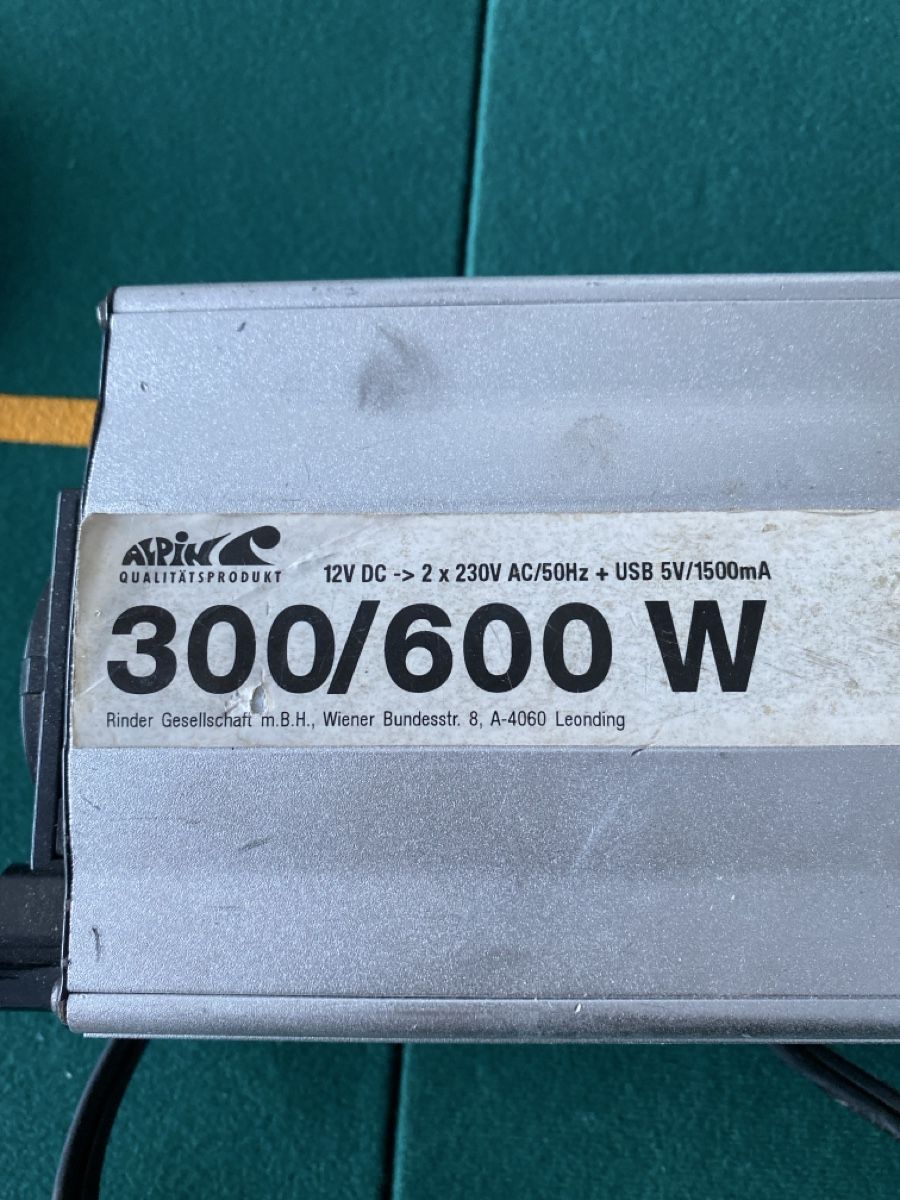 ALPIN
QUALITÄTSPRODUKT
12V DC -> 2 x 230V AC/50Hz + USB 5V/1500mA
300/600 W
Rinder Gesellschaft m.B.H., Wiener Bundesstr. 8, A-4060 Leonding